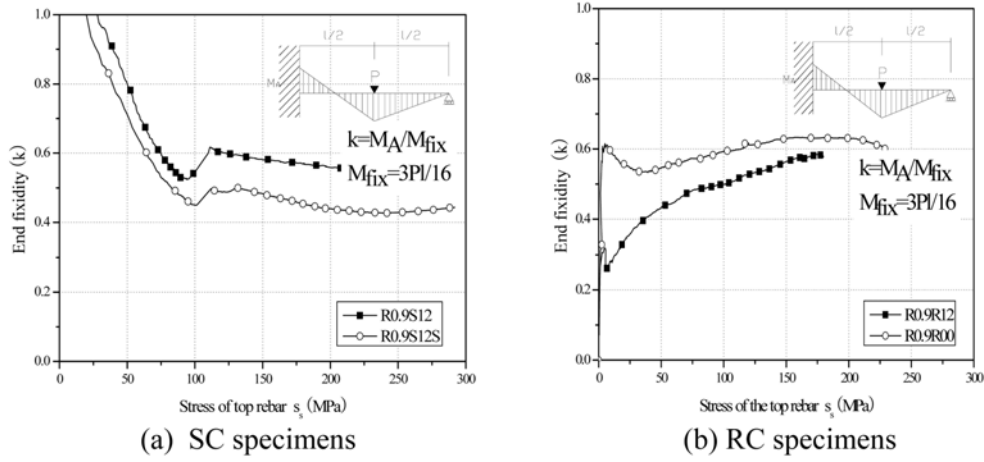 1.0
0.8
0.6
0.4
0.2
0.0
End fixidity (k)
0 50 100 150 200 250 300
Stress of top rebar s_s (MPa)
l/2 l/2
MA
P
k=M_A/M_fix
M_fix=3Pl/16
R0.9S12
R0.9S12S
(a) SC specimens
1.0
0.8
0.6
0.4
0.2
0.0
End fixidity (k)
0 50 100 150 200 250 300
Stress of the top rebar s_s (MPa)
l/2 l/2
MA
P
k=M_A/M_fix
M_fix=3Pl/16
R0.9R12
R0.9R00
(b) RC specimens